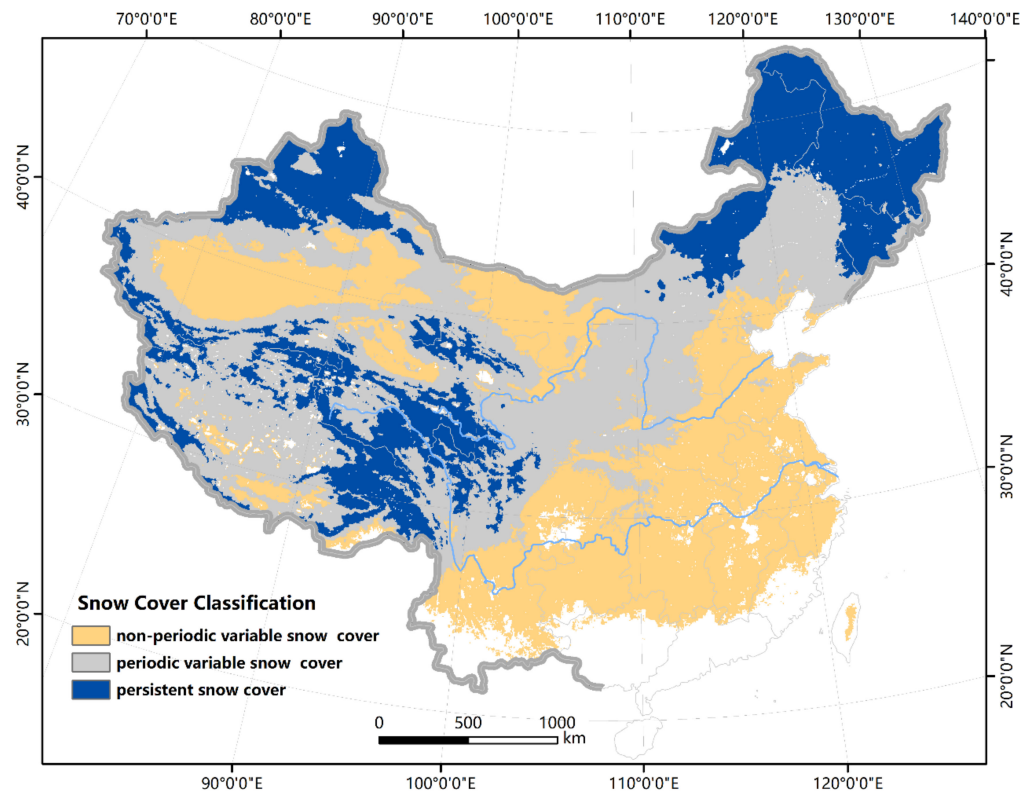 70°0'0"E 80°0'0"E 90°0'0"E 100°0'0"E 110°0'0"E 120°0'0"E 130°0'0"E 140°0'0"E
40°0'0"N
30°0'0"N
20°0'0"N
40°0'0"N
30°0'0"N
20°0'0"N
Snow Cover Classification
non-periodic variable snow cover
periodic variable snow cover
persistent snow cover
0 500 1000
km
90°0'0"E 100°0'0"E 110°0'0"E 120°0'0"E